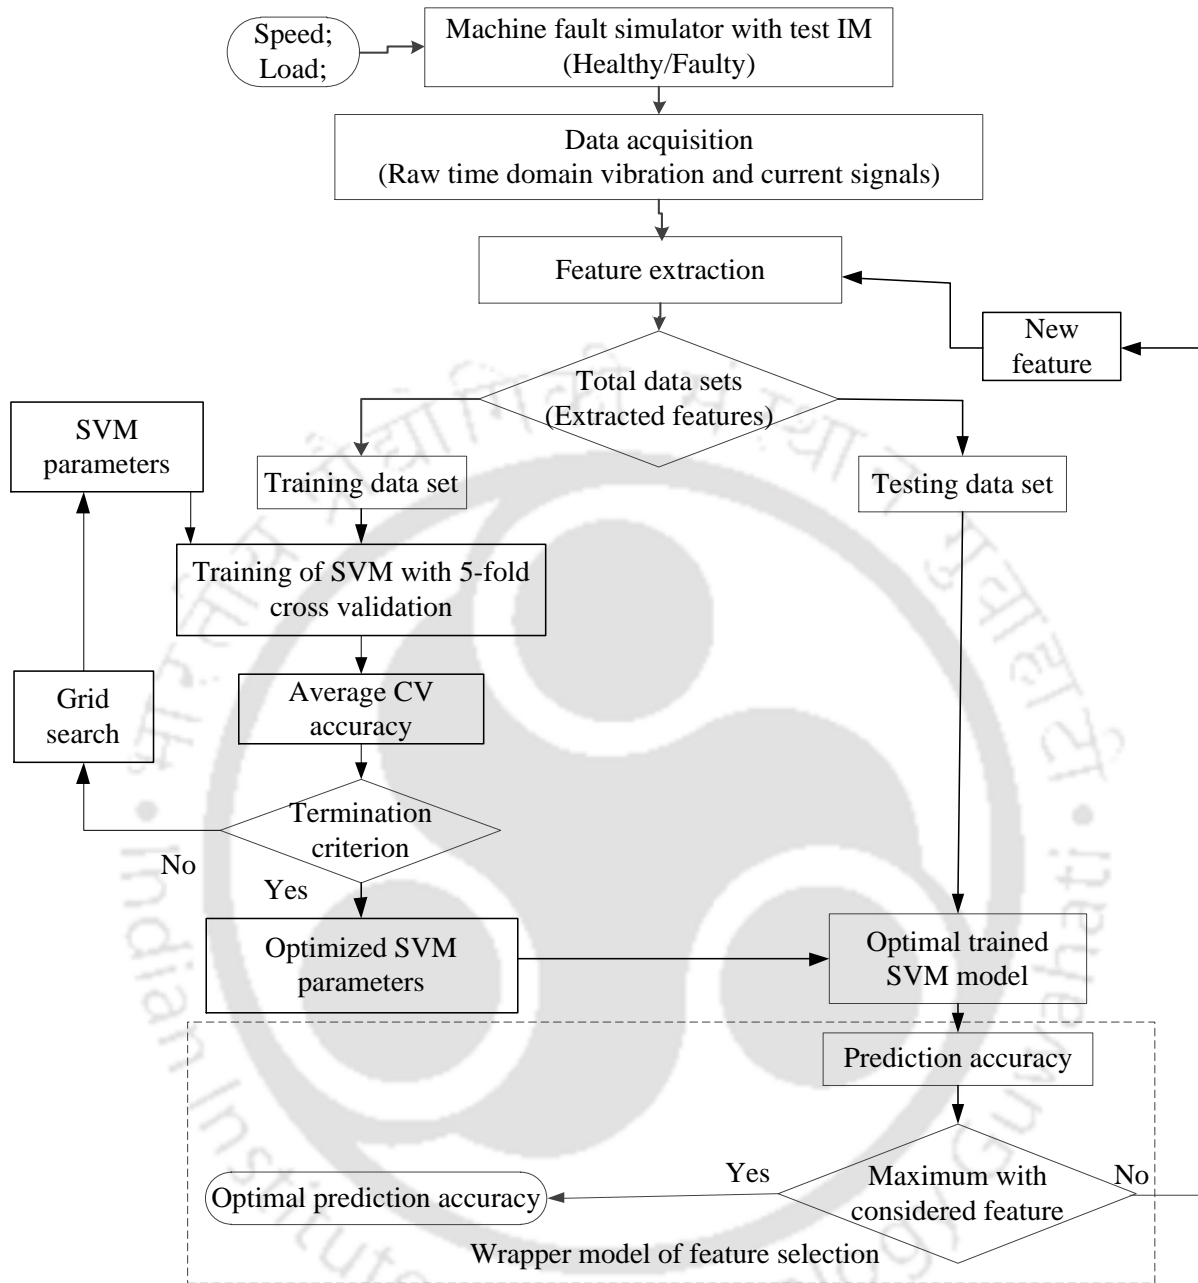 Speed;
Load;
Machine fault simulator with test IM
(Healthy/Faulty)
Data acquisition
(Raw time domain vibration and current signals)
Feature extraction
New
feature
Total data sets
(Extracted features)
SVM
parameters
Training data set
Testing data set
Training of SVM with 5-fold
cross validation
Grid
search
Average CV
accuracy
Termination
criterion
No
Yes
Optimized SVM
parameters
Optimal trained
SVM model
Prediction accuracy
Maximum with
considered feature
Yes
No
Optimal prediction accuracy
Wrapper model of feature selection
भारतीय प्रौद्योगिकी संस्थान गुवाहाटी
Indian Institute
Guwahati